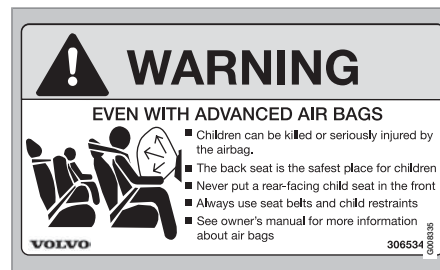 WARNING
EVEN WITH ADVANCED AIR BAGS
■ Children can be killed or seriously injured by
the airbag.
■ The back seat is the safest place for children
■ Never put a rear-facing child seat in the front
■ Always use seat belts and child restraints
■ See owner's manual for more information
about air bags
VOLVO
306534
G008335